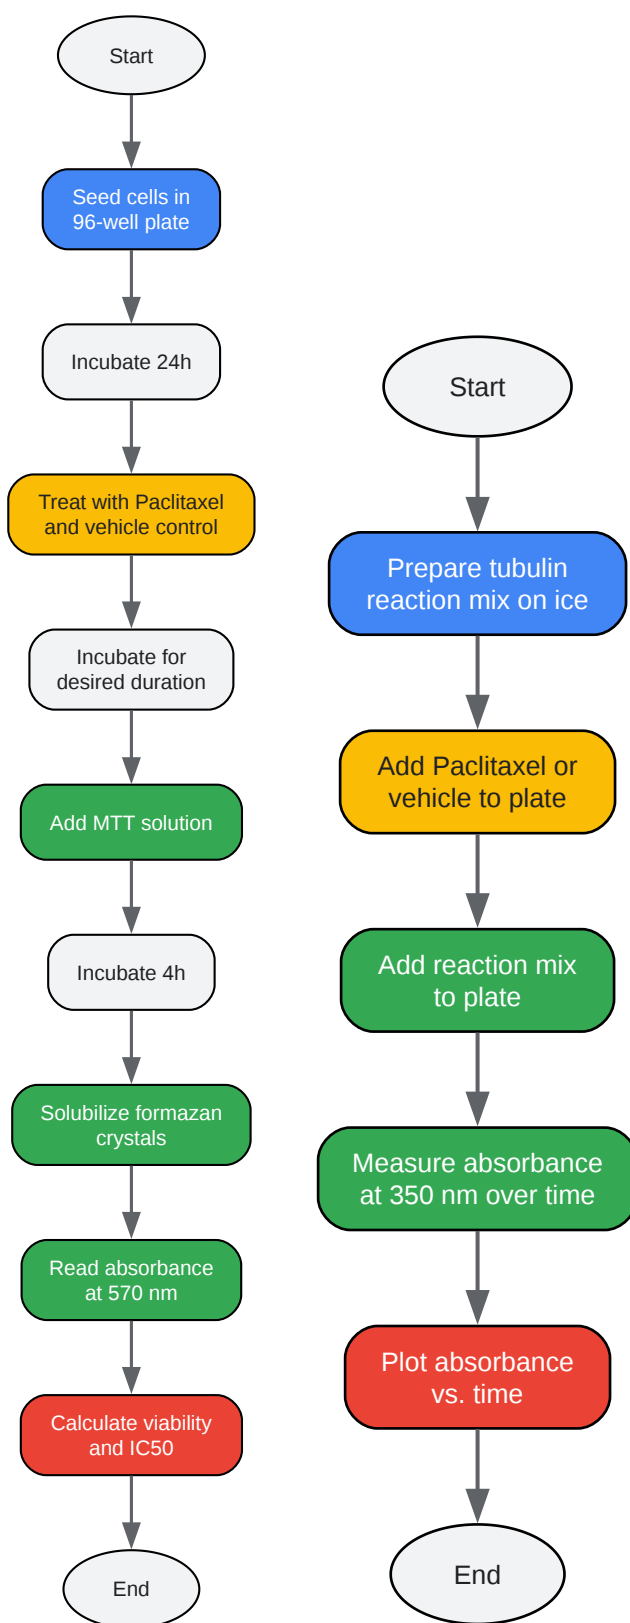 Start
Seed cells in
96-well plate
Incubate 24h
Treat with Paclitaxel
and vehicle control
Incubate for
desired duration
Add MTT solution
Incubate 4h
Solubilize formazan
crystals
Read absorbance
at 570 nm
Calculate viability
and IC50
End
Start
Prepare tubulin
reaction mix on ice
Add Paclitaxel or
vehicle to plate
Add reaction mix
to plate
Measure absorbance
at 350 nm over time
Plot absorbance
vs. time
End